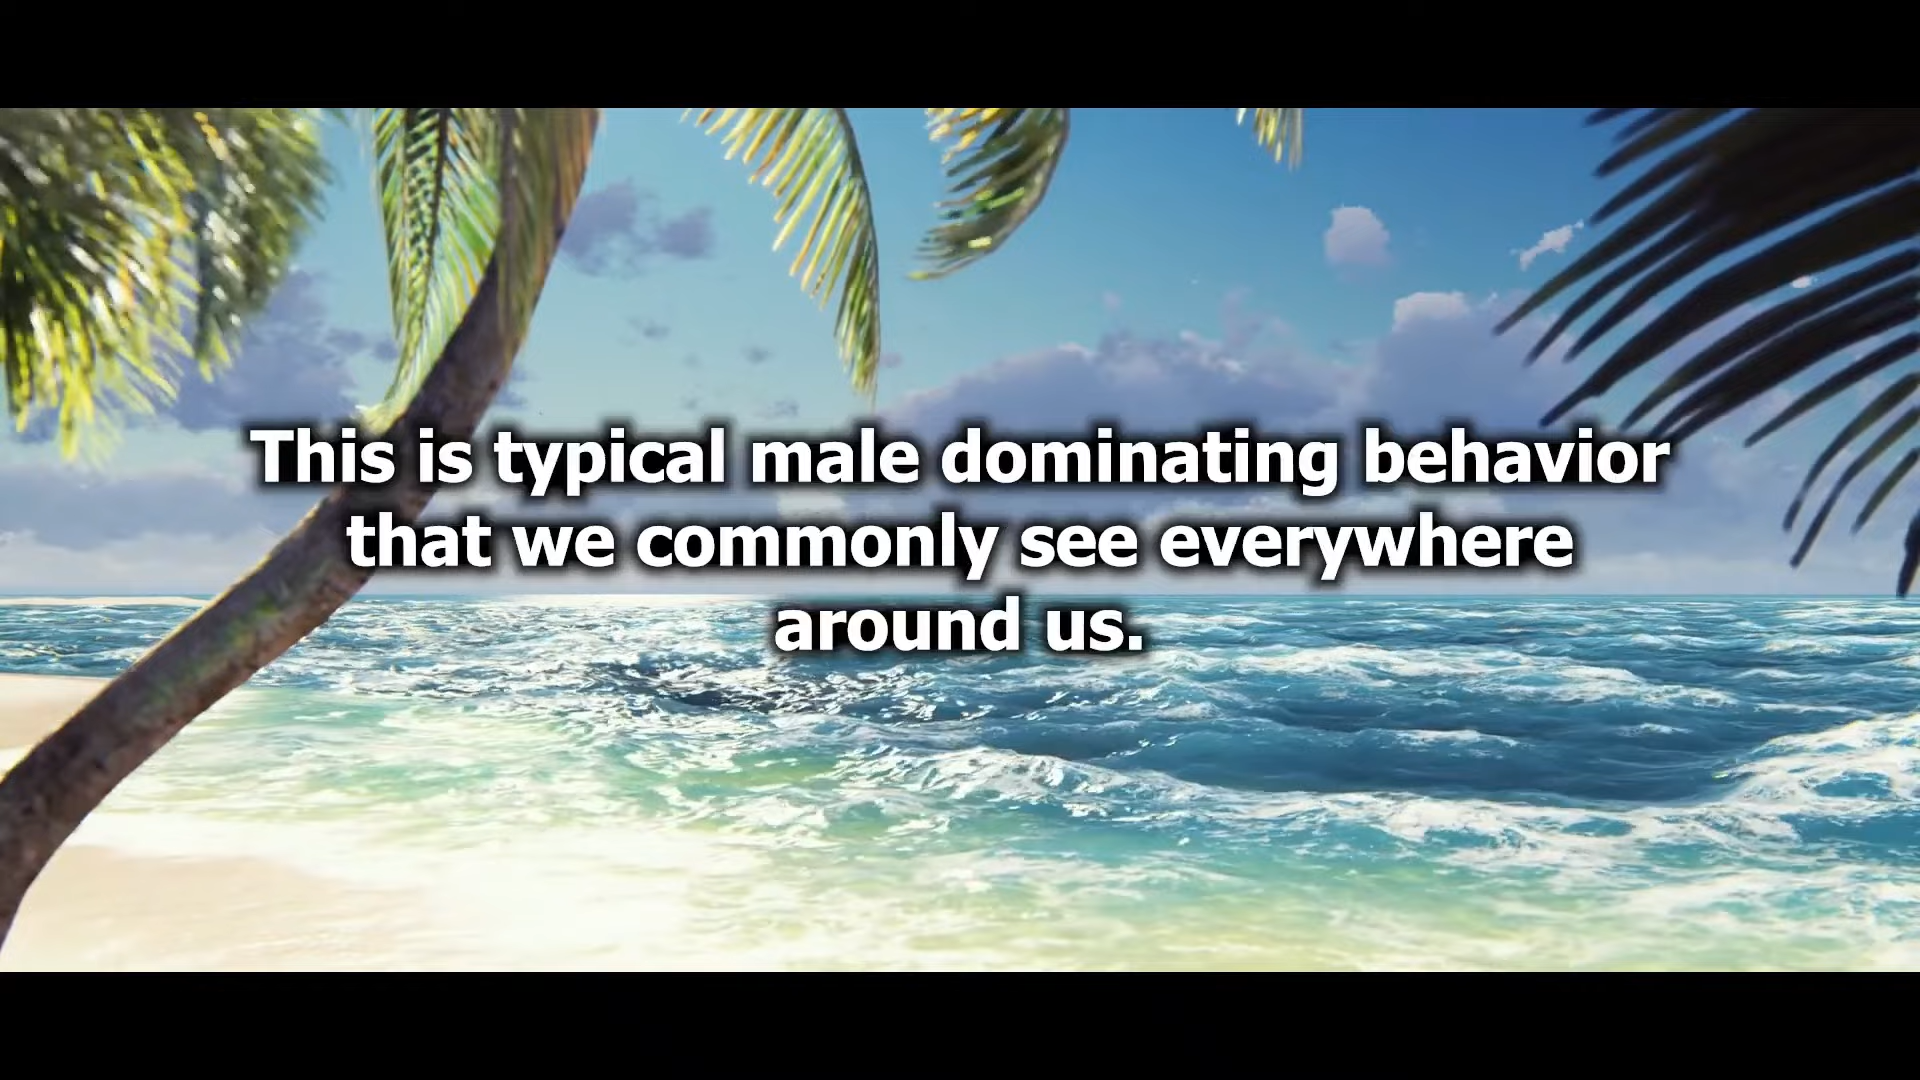 This is typical male dominating behavior
that we commonly see everywhere
around us.